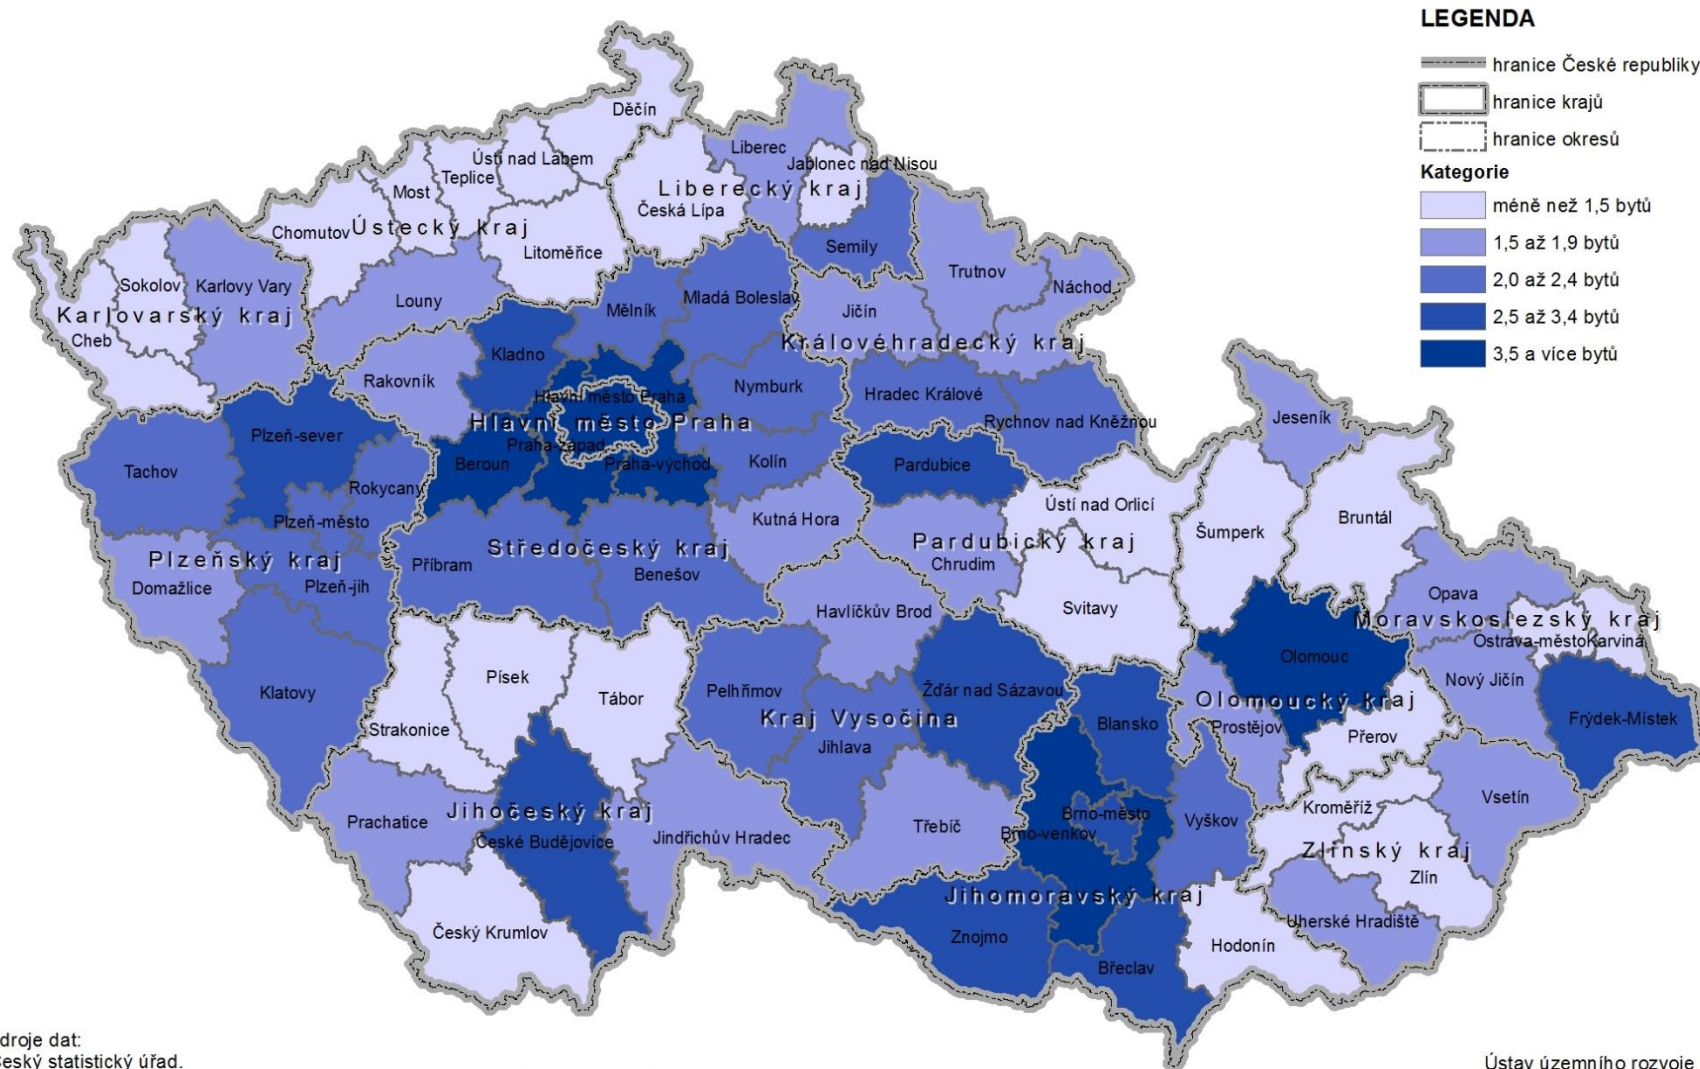 LEGENDA
hranice České republiky
hranice krajů
hranice okresů
Kategorie
méně než 1,5 bytů
1,5 až 1,9 bytů
2,0 až 2,4 bytů
2,5 až 3,4 bytů
3,5 a více bytů
Děčín
Liberec
Ústí nad Labem
Jablonec nad Nisou
Teplice
Most
Liberecký kraj
Česká Lípa
Chomutov
Ústecký kraj
Litoměřice
Semily
Trutnov
Sokolov
Karlovy Vary
Náchod
Louny
Mladá Boleslav
Mělník
Jičín
Karlovarský kraj
Cheb
Královéhradecký kraj
Kladno
Rakovník
Nymburk
Hradec Králové
Hlavní město Praha
Hlavní město Praha
Rychnov nad Kněžnou
Jeseník
Plzeň-sever
Praha-západ
Tachov
Beroun
Praha-východ
Kolín
Pardubice
Rokycany
Plzeň-město
Kutná Hora
Ústí nad Orlicí
Bruntál
Šumperk
Plzeňský kraj
Středočeský kraj
Pardubický kraj
Příbram
Chrudim
Benešov
Domažlice
Plzeň-jih
Opava
Havlíčkův Brod
Svitavy
Moravskoslezský kraj
Ostrava-město
Karviná
Olomouc
Písek
Nový Jičín
Klatovy
Tábor
Pelhřimov
Žďár nad Sázavou
Olomoucký kraj
Kraj Vysočina
Frýdek-Místek
Strakonice
Blansko
Prostějov
Přerov
Jihlava
Vsetín
Kroměříž
Jihočeský kraj
Prachatice
Brno-město
Vyškov
Třebíč
Brno-venkov
Jindřichův Hradec
České Budějovice
Zlínský kraj
Zlín
Jihomoravský kraj
Uherské Hradiště
Český Krumlov
Znojmo
Hodonín
Břeclav
droje dat:
eský statistický úřad.
Ústav územního rozvoje